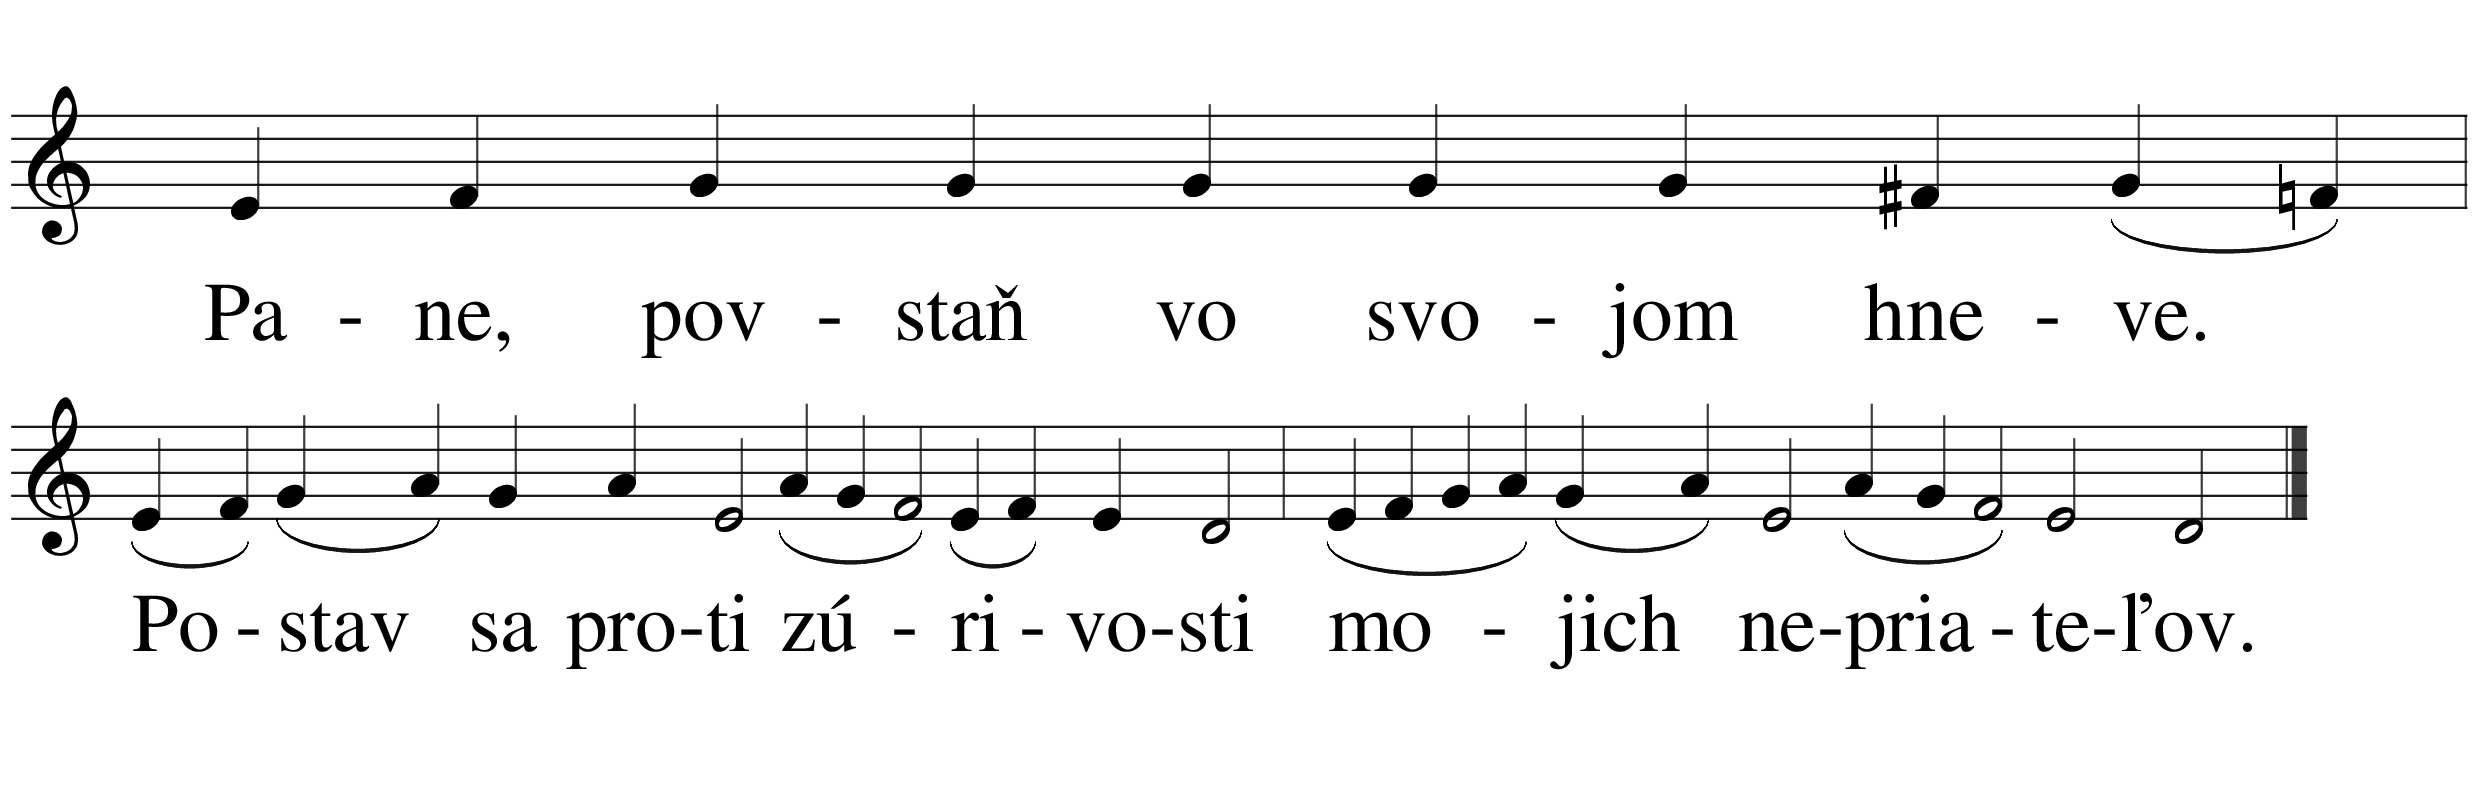 Pa - ne, pov - staň vo svo - jom hne - ve.
Po - stav sa pro-ti zú - ri - vo-sti mo - jich ne-pria - te-ľov.